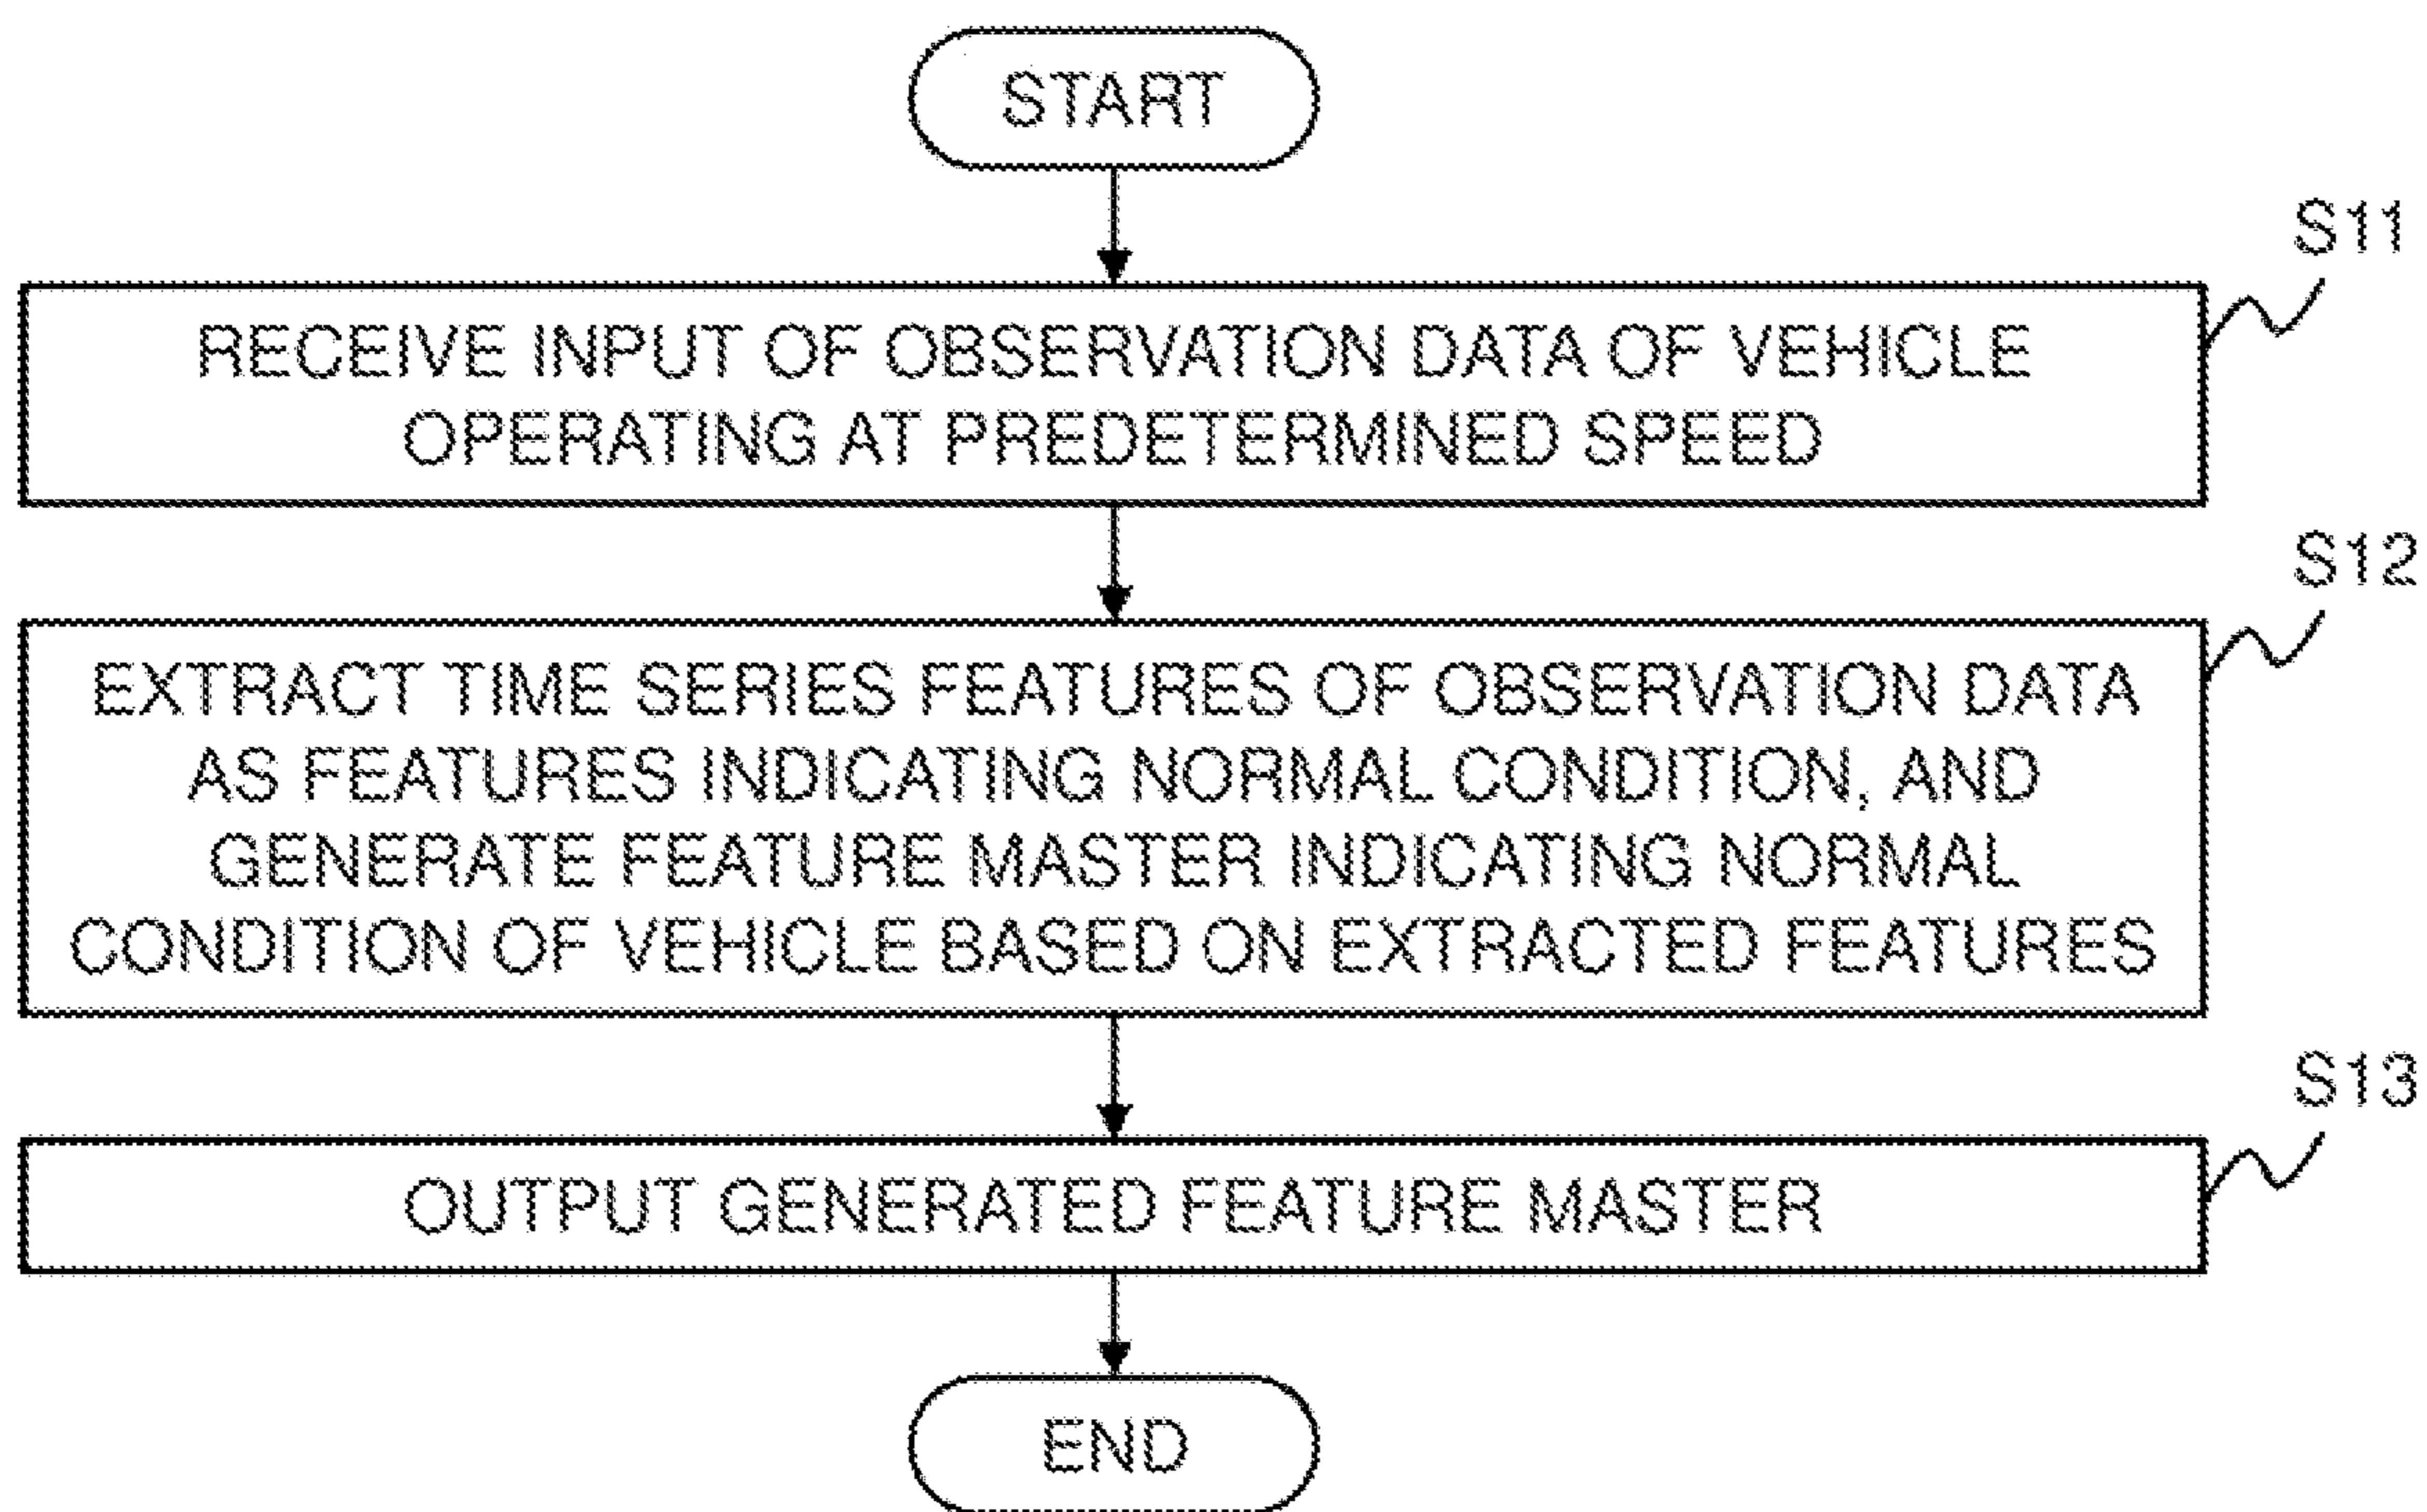 START
S11
RECEIVE INPUT OF OBSERVATION DATA OF VEHICLE
OPERATING AT PREDETERMINED SPEED
S12
EXTRACT TIME SERIES FEATURES OF OBSERVATION DATA
AS FEATURES INDICATING NORMAL CONDITION, AND
GENERATE FEATURE MASTER INDICATING NORMAL
CONDITION OF VEHICLE BASED ON EXTRACTED FEATURES
S13
OUTPUT GENERATED FEATURE MASTER
END